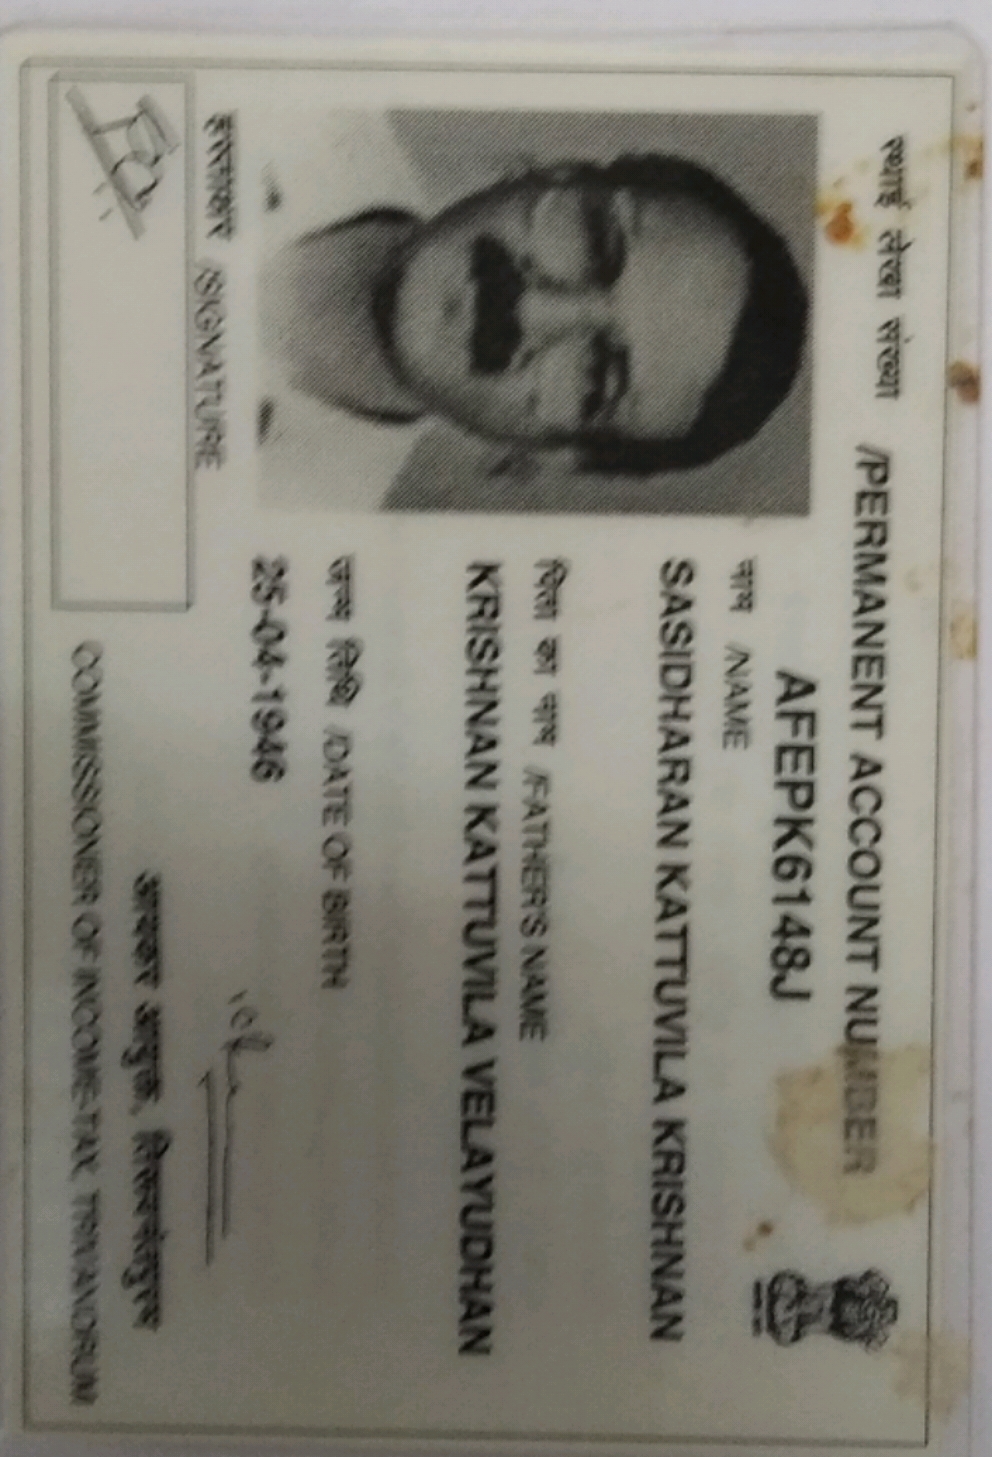 स्थाई लेखा संख्या /PERMANENT ACCOUNT NUMBER
AFEPK6148J
नाम /NAME
SASIDHARAN KATTUVILA KRISHNAN
पिता का नाम /FATHER'S NAME
KRISHNAN KATTUVILA VELAYUDHAN
जन्म तिथि /DATE OF BIRTH
25-04-1946
हस्ताक्षर /SIGNATURE
आयकर आयुक्त, तिरुवनंतपुरम
COMMISSIONER OF INCOME-TAX, TRIVANDRUM